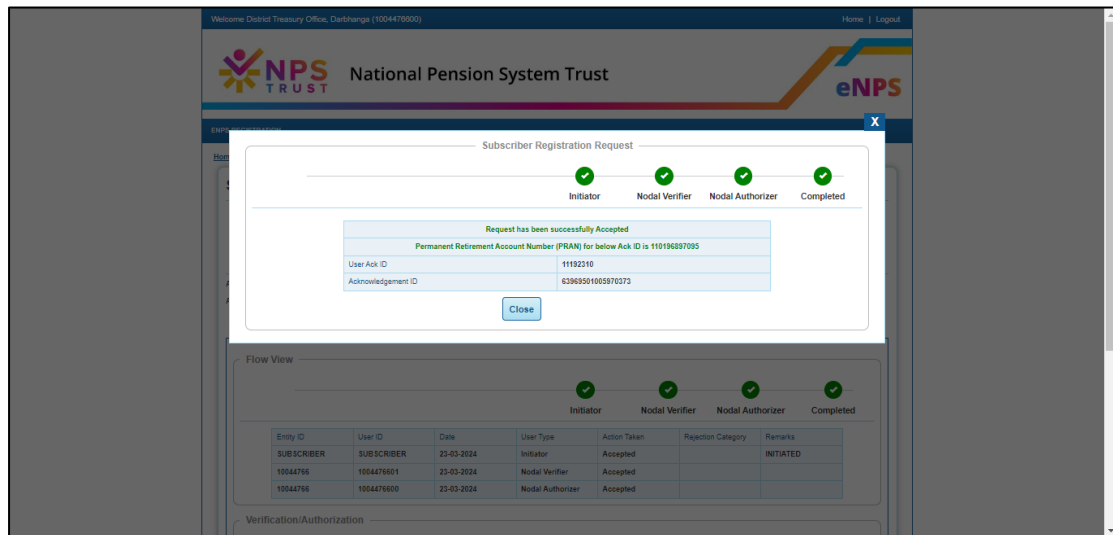 Welcome District Treasury Office, Darbhanga (1004476600) Home | Logout
NPS TRUST National Pension System Trust eNPS
X
Subscriber Registration Request
Initiator Nodal Verifier Nodal Authorizer Completed
Request has been successfully Accepted
Permanent Retirement Account Number (PRAN) for below Ack ID is 110196897095
User Ack ID 11192310
Acknowledgement ID 63969501005970373
Close
Flow View
Initiator Nodal Verifier Nodal Authorizer Completed
Entity ID User ID Date User Type Action Taken Rejection Category Remarks
SUBSCRIBER SUBSCRIBER 23-03-2024 Initiator Accepted INITIATED
10044766 1004476601 23-03-2024 Nodal Verifier Accepted
10044766 1004476600 23-03-2024 Nodal Authorizer Accepted
Verification/Authorization